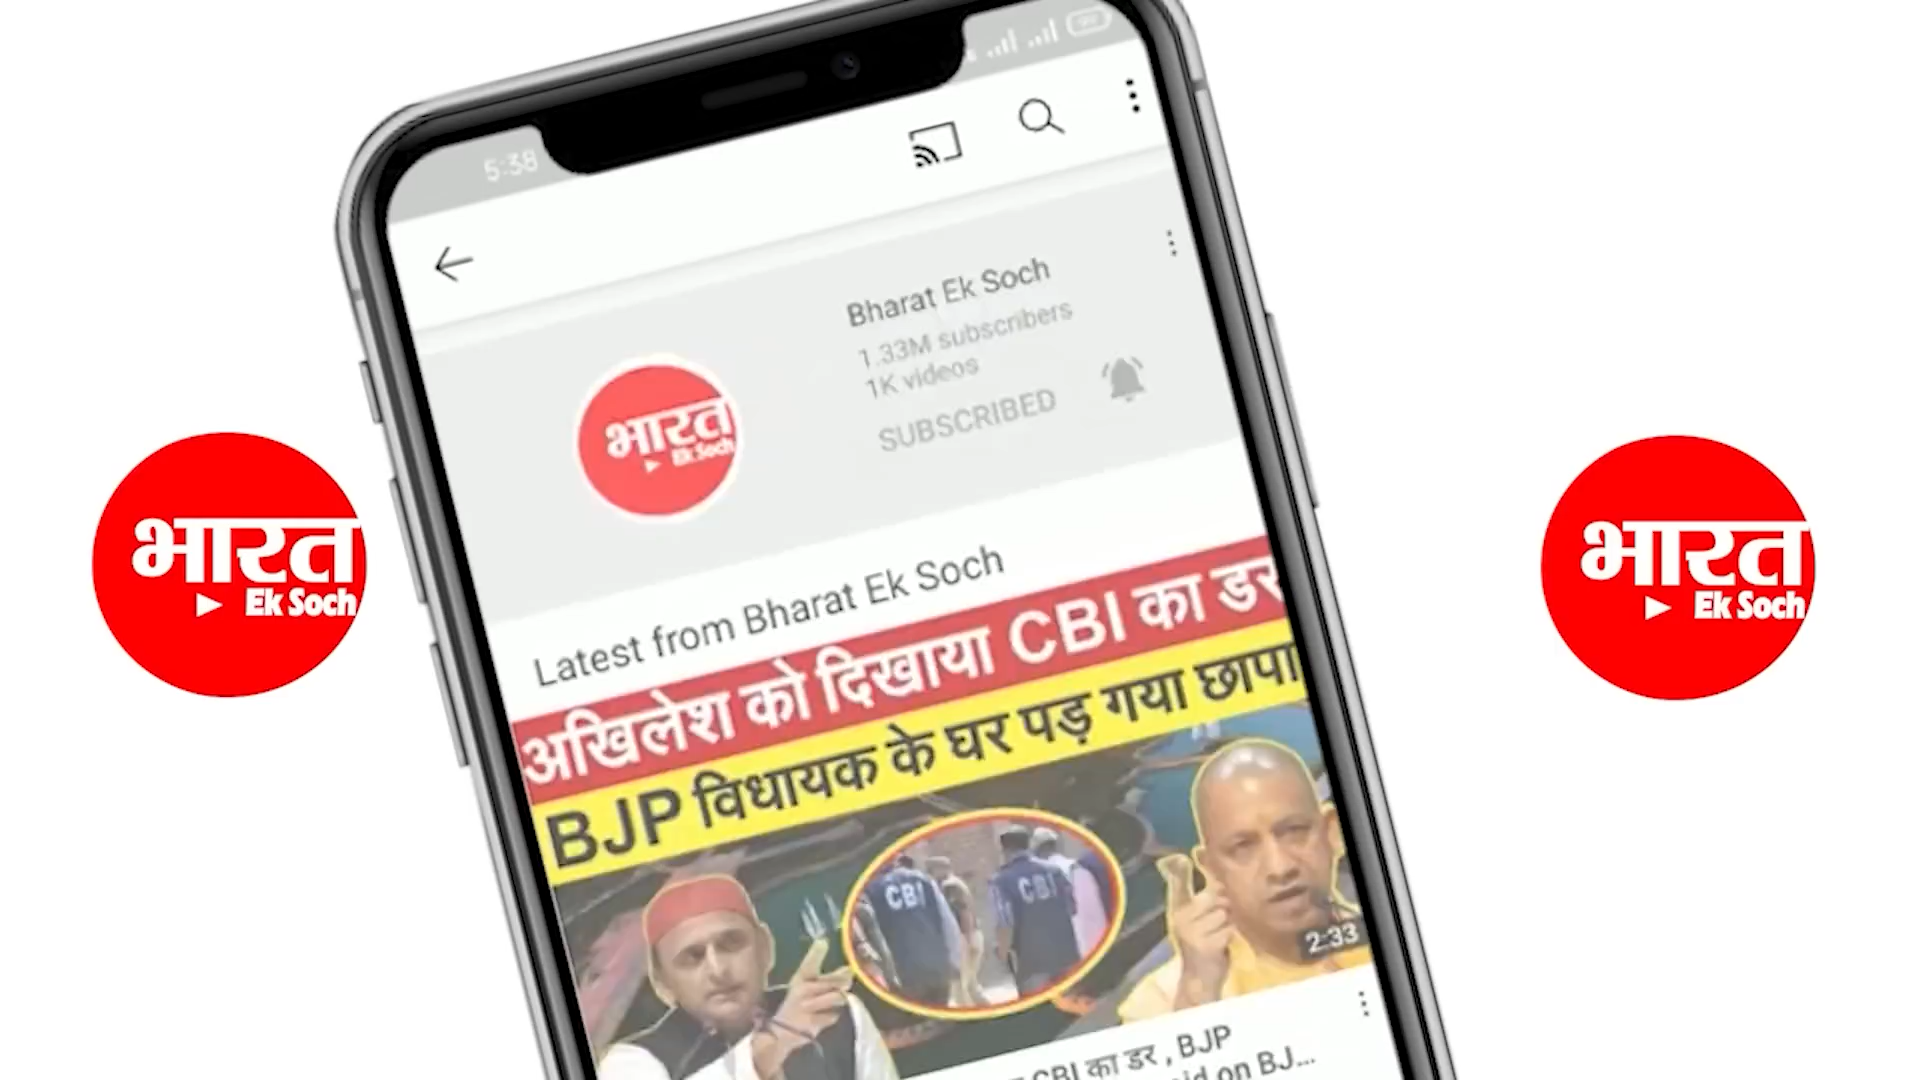 5:38
Bharat Ek Soch
1.33M subscribers
1K videos
SUBSCRIBED
भारत
Ek Soch
भारत
Ek Soch
भारत
Ek Soch
Latest from Bharat Ek Soch
अखिलेश को दिखाया CBI का डर
BJP विधायक के घर पड़ गया छापा
CBI
CBI
2:33
CBI का डर , BJP
on BJ...